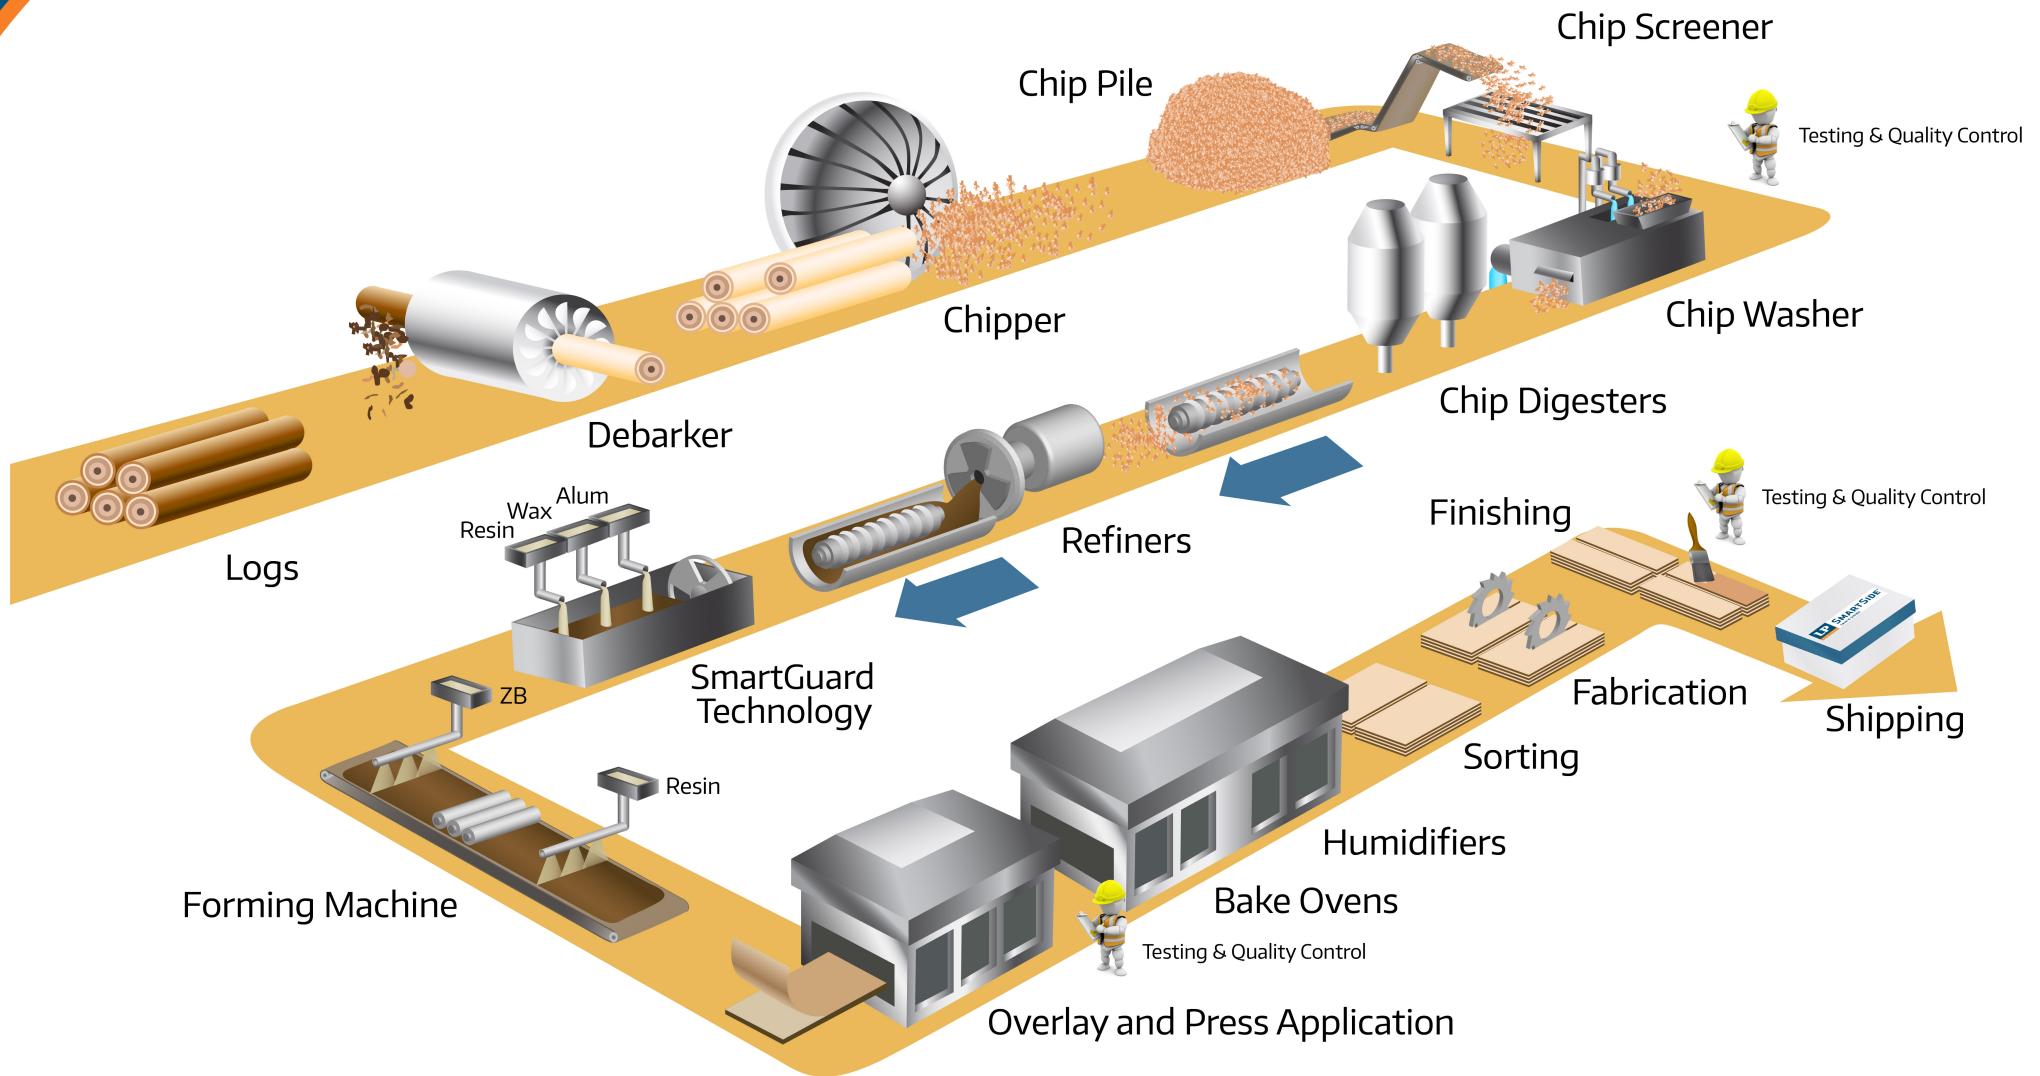 Chip Screener
Chip Pile
Testing & Quality Control
Chipper
Chip Washer
Chip Digesters
Debarker
Logs
Refiners
Alum
Wax
Resin
SmartGuard
Technology
ZB
Resin
Forming Machine
Overlay and Press Application
Testing & Quality Control
Bake Ovens
Humidifiers
Sorting
Fabrication
Finishing
Testing & Quality Control
LP SMARTSIDE
Shipping